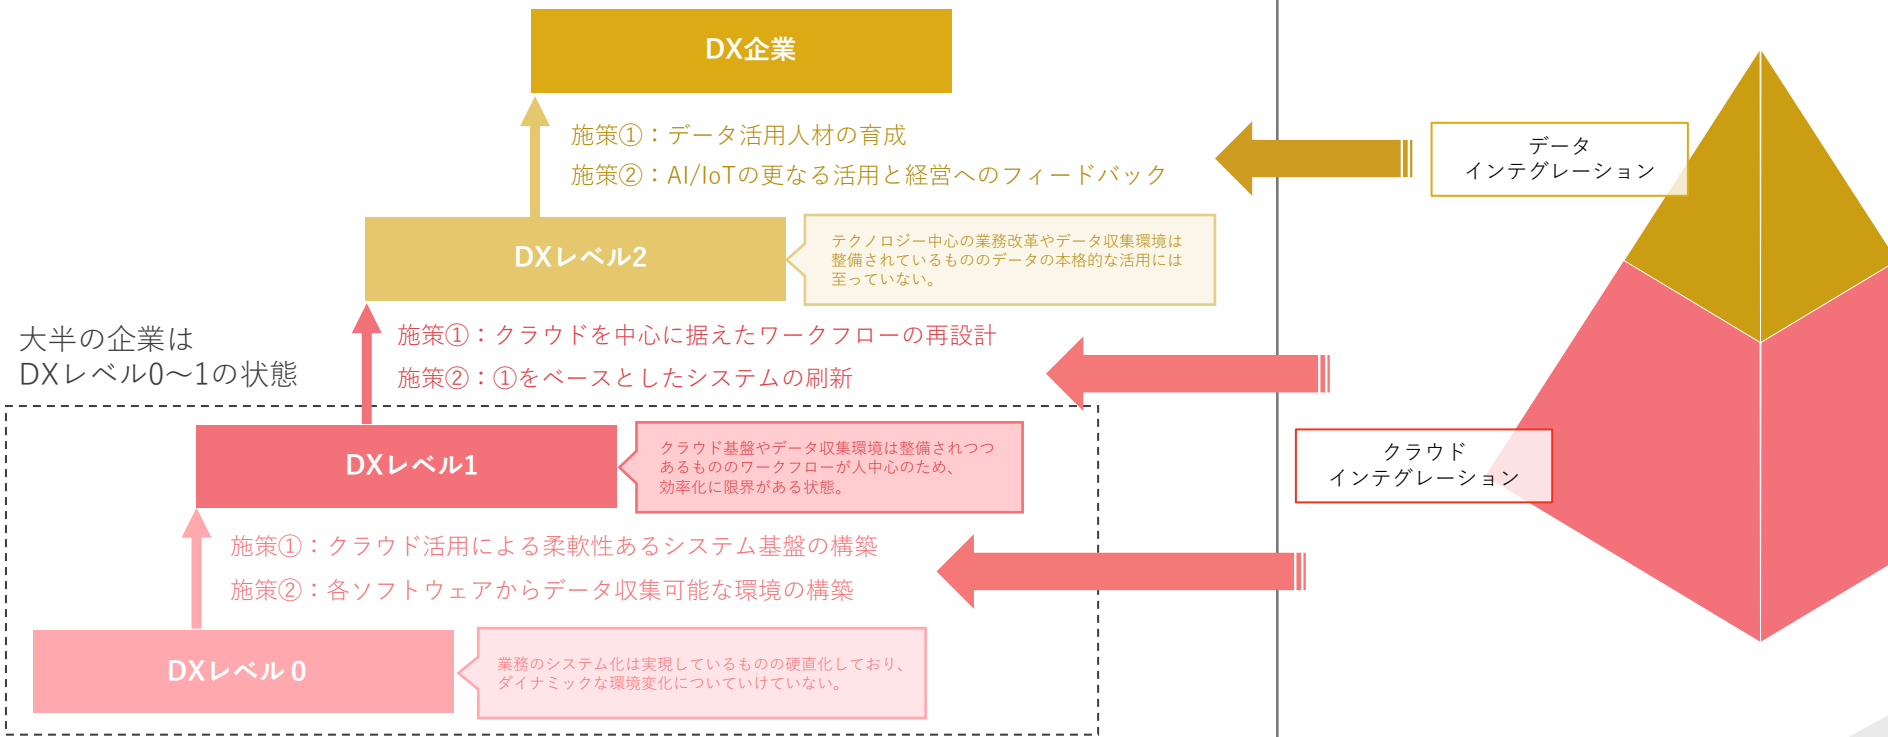 DX企業
施策①：データ活用人材の育成
施策②：AI/IoTの更なる活用と経営へのフィードバック
データ
インテグレーション
DXレベル2
テクノロジー中心の業務改革やデータ収集環境は
整備されているもののデータの本格的な活用には
至っていない。
大半の企業は
DXレベル0～1の状態
施策①：クラウドを中心に据えたワークフローの再設計
施策②：①をベースとしたシステムの刷新
DXレベル1
クラウド基盤やデータ収集環境は整備されつつ
あるもののワークフローが人中心のため、
効率化に限界がある状態。
クラウド
インテグレーション
施策①：クラウド活用による柔軟性あるシステム基盤の構築
施策②：各ソフトウェアからデータ収集可能な環境の構築
DXレベル０
業務のシステム化は実現しているものの硬直化しており、
ダイナミックな環境変化についていけていない。